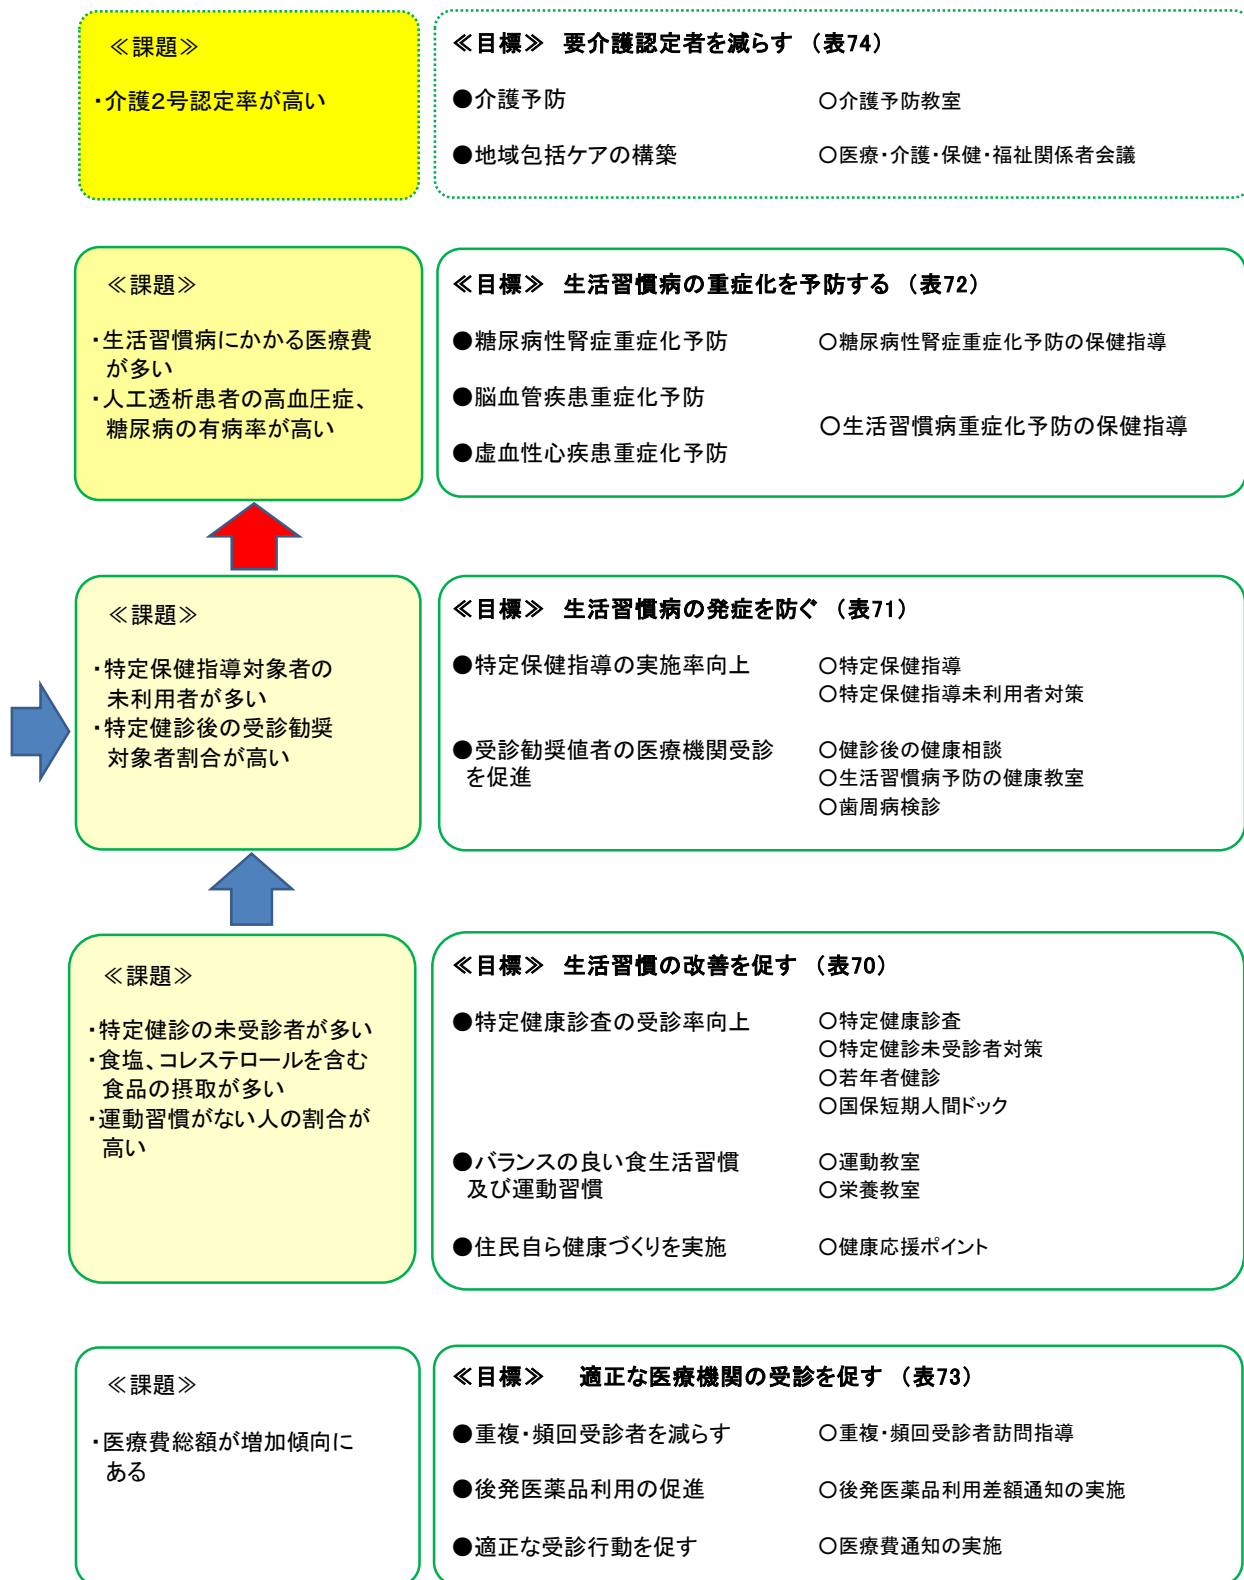 ≪課題≫
・介護2号認定率が高い
≪目標≫ 要介護認定者を減らす (表74)
●介護予防 ○介護予防教室
●地域包括ケアの構築 ○医療・介護・保健・福祉関係者会議
≪課題≫
・生活習慣病にかかる医療費
が多い
・人工透析患者の高血圧症、
糖尿病の有病率が高い
≪目標≫ 生活習慣病の重症化を予防する (表72)
●糖尿病性腎症重症化予防 ○糖尿病性腎症重症化予防の保健指導
●脳血管疾患重症化予防
○生活習慣病重症化予防の保健指導
●虚血性心疾患重症化予防
≪課題≫
・特定保健指導対象者の
未利用者が多い
・特定健診後の受診勧奨
対象者割合が高い
≪目標≫ 生活習慣病の発症を防ぐ (表71)
●特定保健指導の実施率向上 ○特定保健指導
○特定保健指導未利用者対策
●受診勧奨値者の医療機関受診 ○健診後の健康相談
を促進 ○生活習慣病予防の健康教室
○歯周病検診
≪課題≫
・特定健診の未受診者が多い
・食塩、コレステロールを含む
食品の摂取が多い
・運動習慣がない人の割合が
高い
≪目標≫ 生活習慣の改善を促す (表70)
●特定健康診査の受診率向上 ○特定健康診査
○特定健診未受診者対策
○若年者健診
○国保短期人間ドック
●バランスの良い食生活習慣 ○運動教室
及び運動習慣 ○栄養教室
●住民自ら健康づくりを実施 ○健康応援ポイント
≪課題≫
・医療費総額が増加傾向に
ある
≪目標≫ 適正な医療機関の受診を促す (表73)
●重複・頻回受診者を減らす ○重複・頻回受診者訪問指導
●後発医薬品利用の促進 ○後発医薬品利用差額通知の実施
●適正な受診行動を促す ○医療費通知の実施